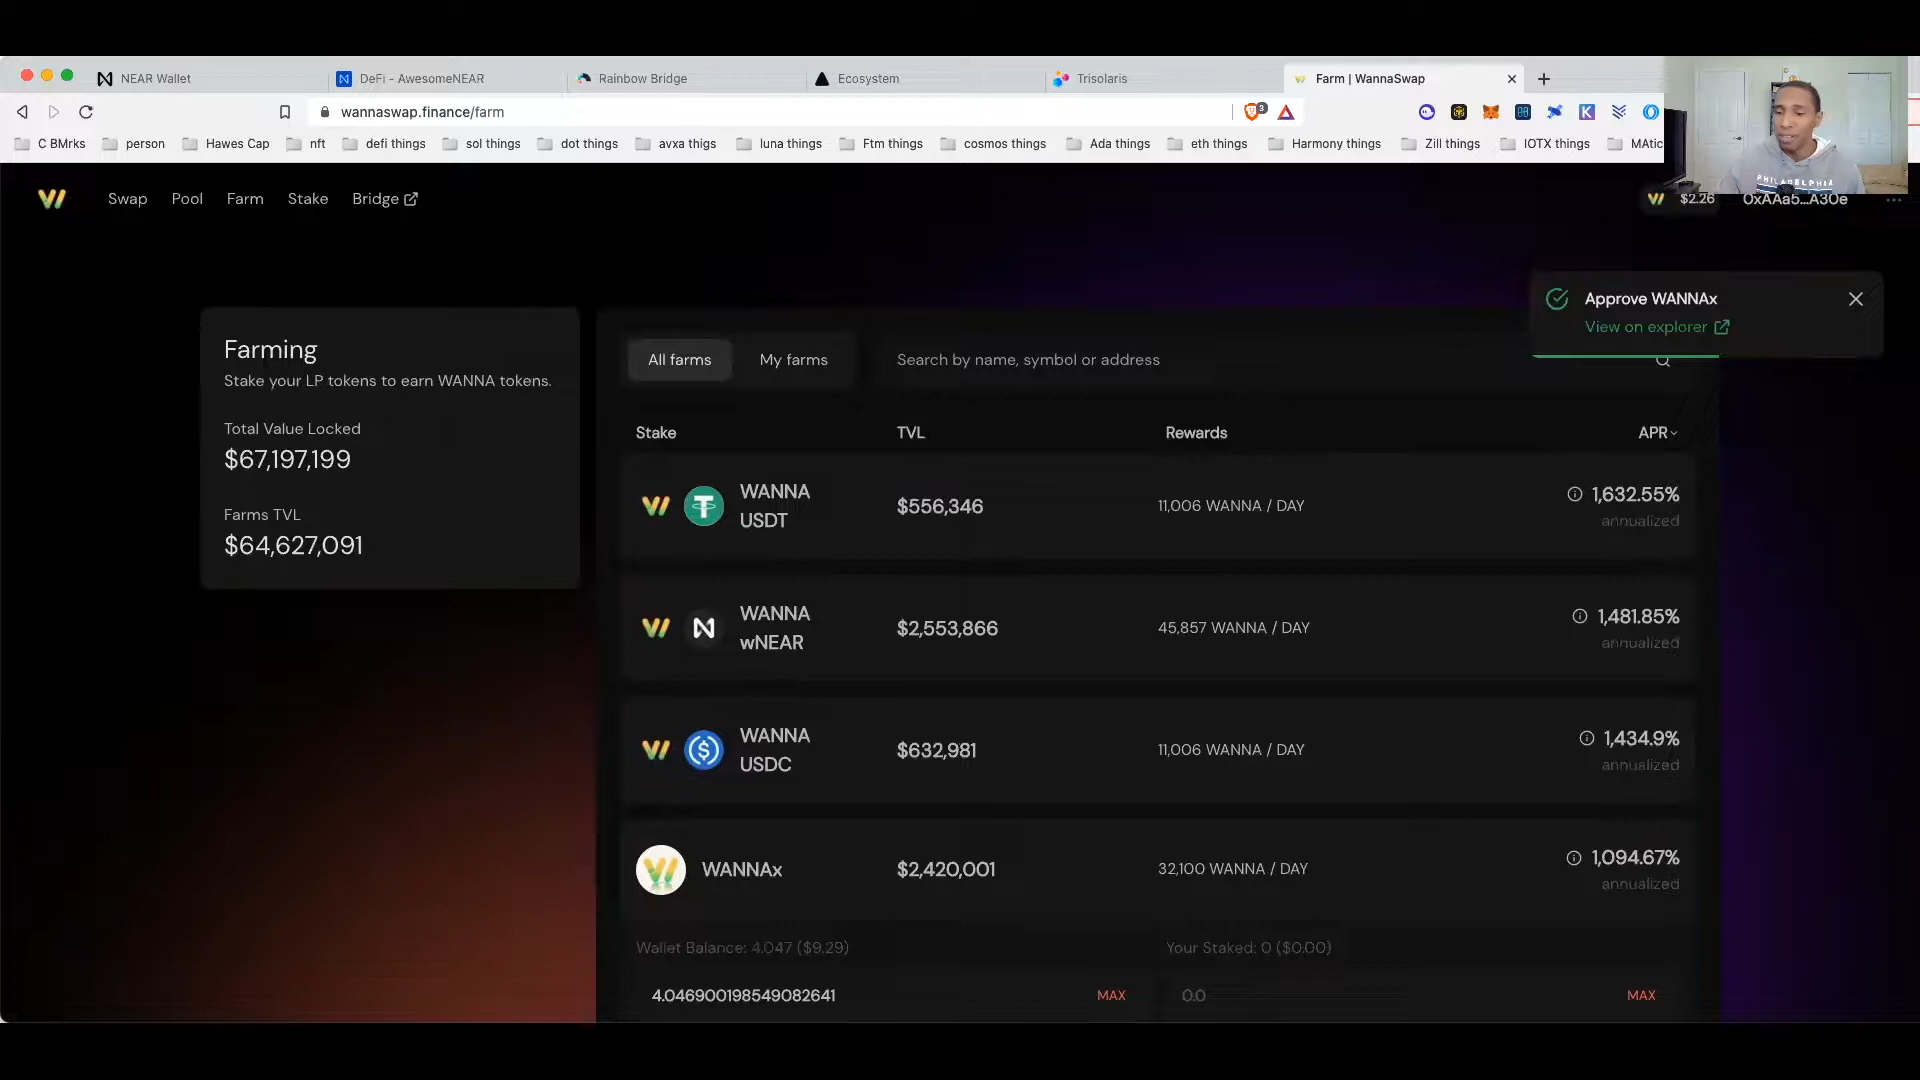 NEAR Wallet
DeFi - AwesomeNEAR
Rainbow Bridge
Ecosystem
Trisolaris
Farm | WannaSwap
wannaswap.finance/farm
3
C BMrks
person
Hawes Cap
nft
defi things
sol things
dot things
avxa thigs
luna things
Ftm things
cosmos things
Ada things
eth things
Harmony things
Zill things
IOTX things
MAtic
PHILADELPHIA
Swap
Pool
Farm
Stake
Bridge
$2.26
0xAAa5...A30e
Approve WANNAx
View on explorer
Farming
Stake your LP tokens to earn WANNA tokens.
Total Value Locked
$67,197,199
Farms TVL
$64,627,091
All farms
My farms
Search by name, symbol or address
Stake
TVL
Rewards
APR
WANNA
USDT
$556,346
11,006 WANNA / DAY
1,632.55%
annualized
WANNA
wNEAR
$2,553,866
45,857 WANNA / DAY
1,481.85%
annualized
WANNA
USDC
$632,981
11,006 WANNA / DAY
1,434.9%
annualized
WANNAx
$2,420,001
32,100 WANNA / DAY
1,094.67%
annualized
Wallet Balance: 4.047 ($9.29)
Your Staked: 0 ($0.00)
4.046900198549082641
MAX
0.0
MAX